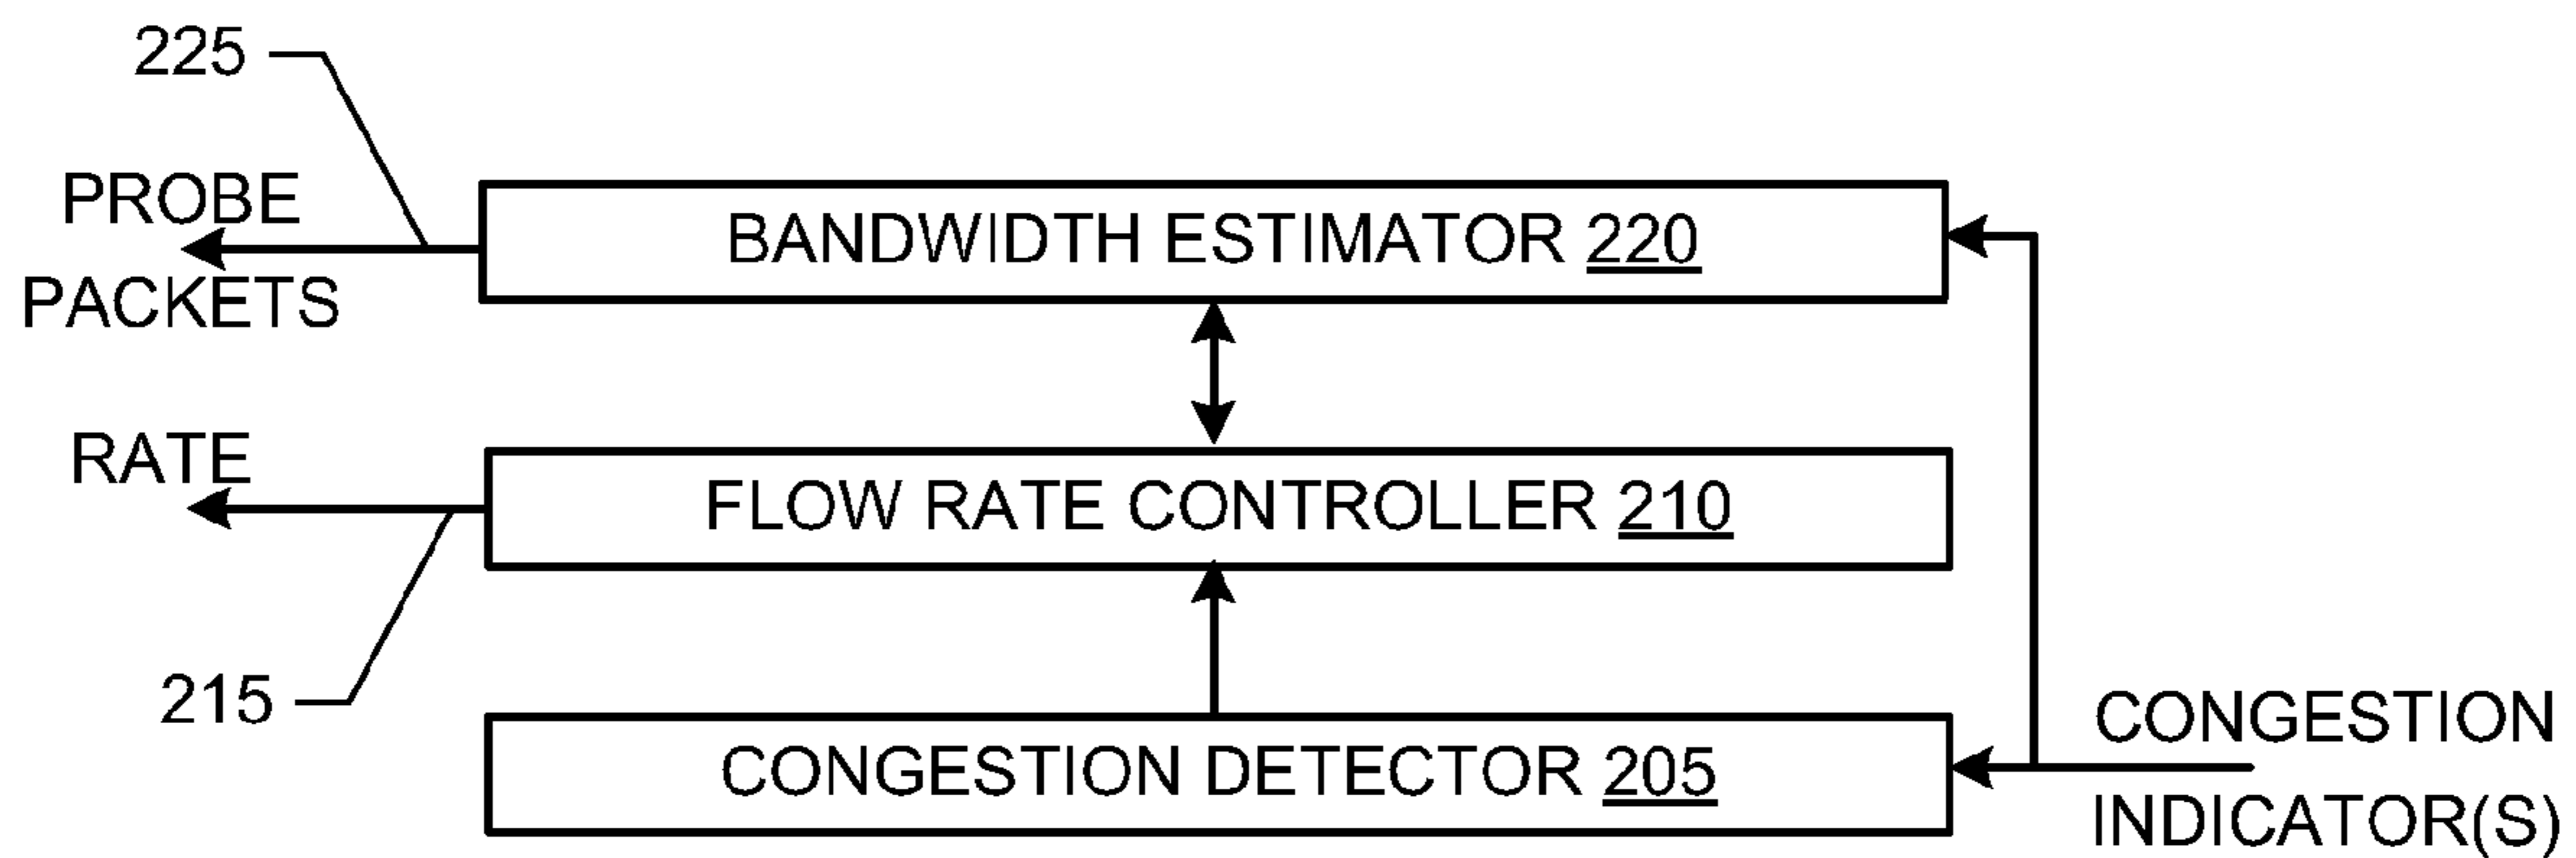 225
PROBE
PACKETS
BANDWIDTH ESTIMATOR 220
RATE
FLOW RATE CONTROLLER 210
215
CONGESTION DETECTOR 205
CONGESTION
INDICATOR(S)